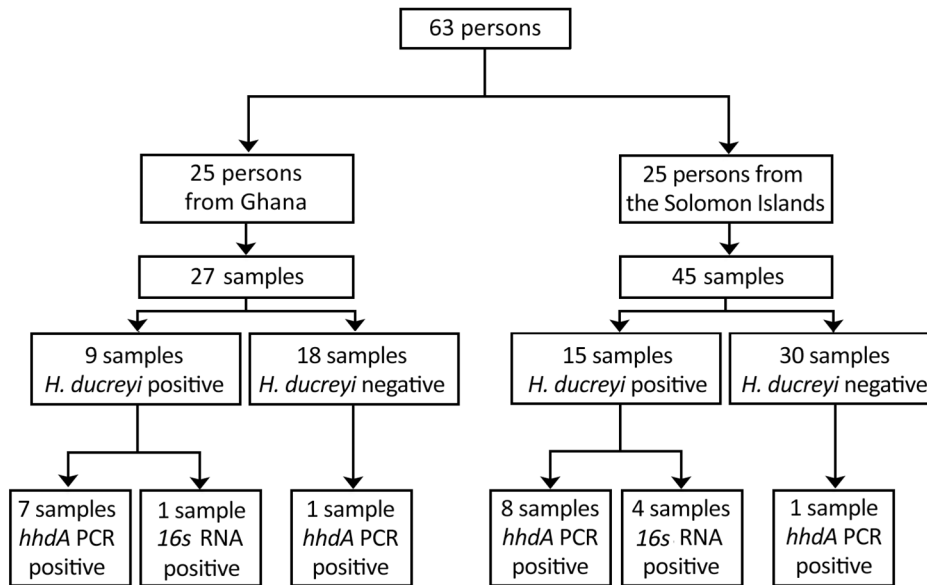 63 persons
25 persons
from Ghana
25 persons from
the Solomon Islands
27 samples
45 samples
9 samples
H. ducreyi positive
18 samples
H. ducreyi negative
15 samples
H. ducreyi positive
30 samples
H. ducreyi negative
7 samples
hhdA PCR
positive
1 sample
16s RNA
positive
1 sample
hhdA PCR
positive
8 samples
hhdA PCR
positive
4 samples
16s RNA
positive
1 sample
hhdA PCR
positive